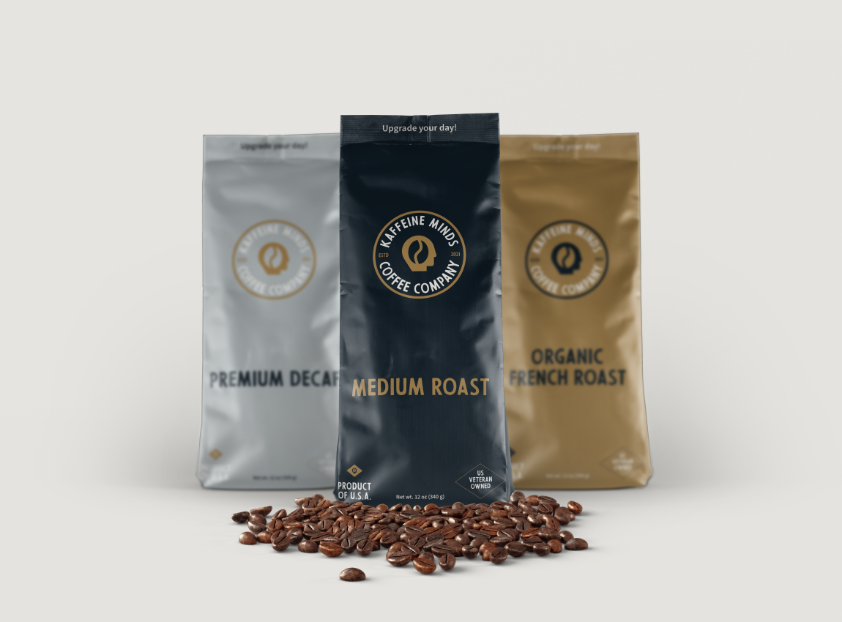 Upgrade your day!
KAFFEINE MINDS
ESTD
2023
COFFEE COMPANY
MEDIUM ROAST
PRODUCT
OF U.S.A.
Net wt. 12 oz (340 g)
US
VETERAN
OWNED
Upgrade your day!
KAFFEINE MINDS
COFFEE COMPANY
PREMIUM DECAF
Upgrade your day!
KAFFEINE MINDS
COFFEE COMPANY
ORGANIC
FRENCH ROAST